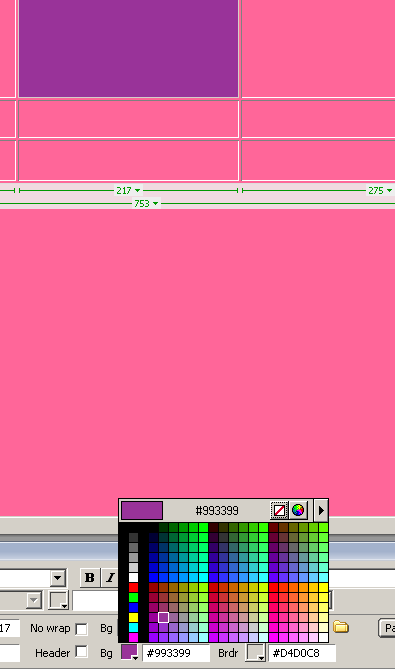 217 275
753
#993399
B I
17 No wrap Bg Pa
Header Bg #993399 Brdr #D4D0C8